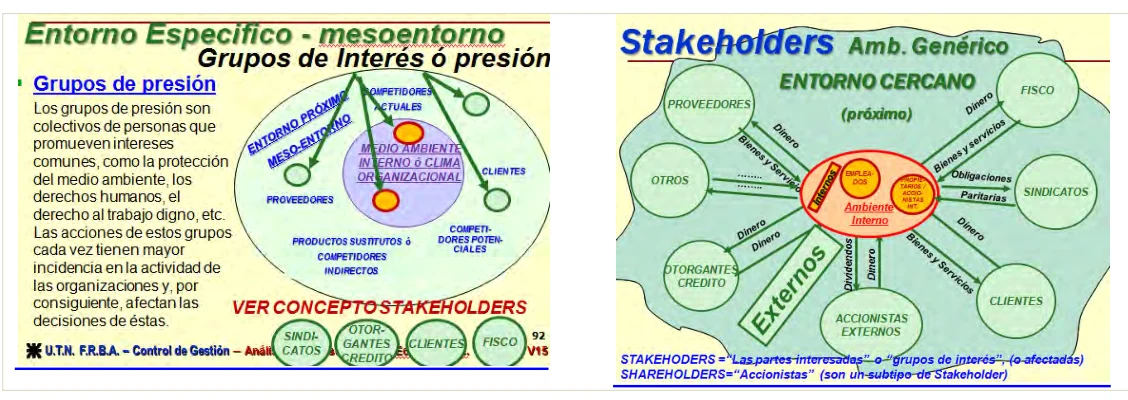 Entorno Especifico - mesoentorno
Grupos de Interés ó presión
Grupos de presión
Los grupos de presión son
colectivos de personas que
promueven intereses
comunes, como la protección
del medio ambiente, los
derechos humanos, el
derecho al trabajo digno, etc.
Las acciones de estos grupos
cada vez tienen mayor
incidencia en la actividad de
las organizaciones y, por
consiguiente, afectan las
decisiones de éstas.
ENTORNO PRÓXIMO
MESO-ENTORNO
COMPETIDORES
ACTUALES
MEDIO AMBIENTE
INTERNO ó CLIMA
ORGANIZACIONAL
CLIENTES
PROVEEDORES
COMPETI-
DORES POTEN-
CIALES
PRODUCTOS SUSTITUTOS ó
COMPETIDORES
INDIRECTOS
VER CONCEPTO STAKEHOLDERS
SINDI-
CATOS
OTOR-
GANTES
CREDITO
CLIENTES
FISCO
92
U.T.N. F.R.B.A. – Control de Gestión –
V15
Stakeholders Amb. Genérico
ENTORNO CERCANO
(próximo)
PROVEEDORES
Dinero
Bienes y Servicio
FISCO
Dinero
Bienes y servicios
OTROS
.........
.........
Internos
EMPLEA-
DOS
PROPIE-
TARIOS /
ACCIO-
NISTAS
INT.
Ambiente
Interno
Obligaciones
Paritarias
SINDICATOS
OTORGANTES
CREDITO
Dinero
Dinero
Externos
Dividendos
Dinero
ACCIONISTAS
EXTERNOS
Dinero
Bienes y Servicios
CLIENTES
STAKEHODERS ="Las partes interesadas" o "grupos de interés", (o afectadas)
SHAREHOLDERS="Accionistas" (son un subtipo de Stakeholder)